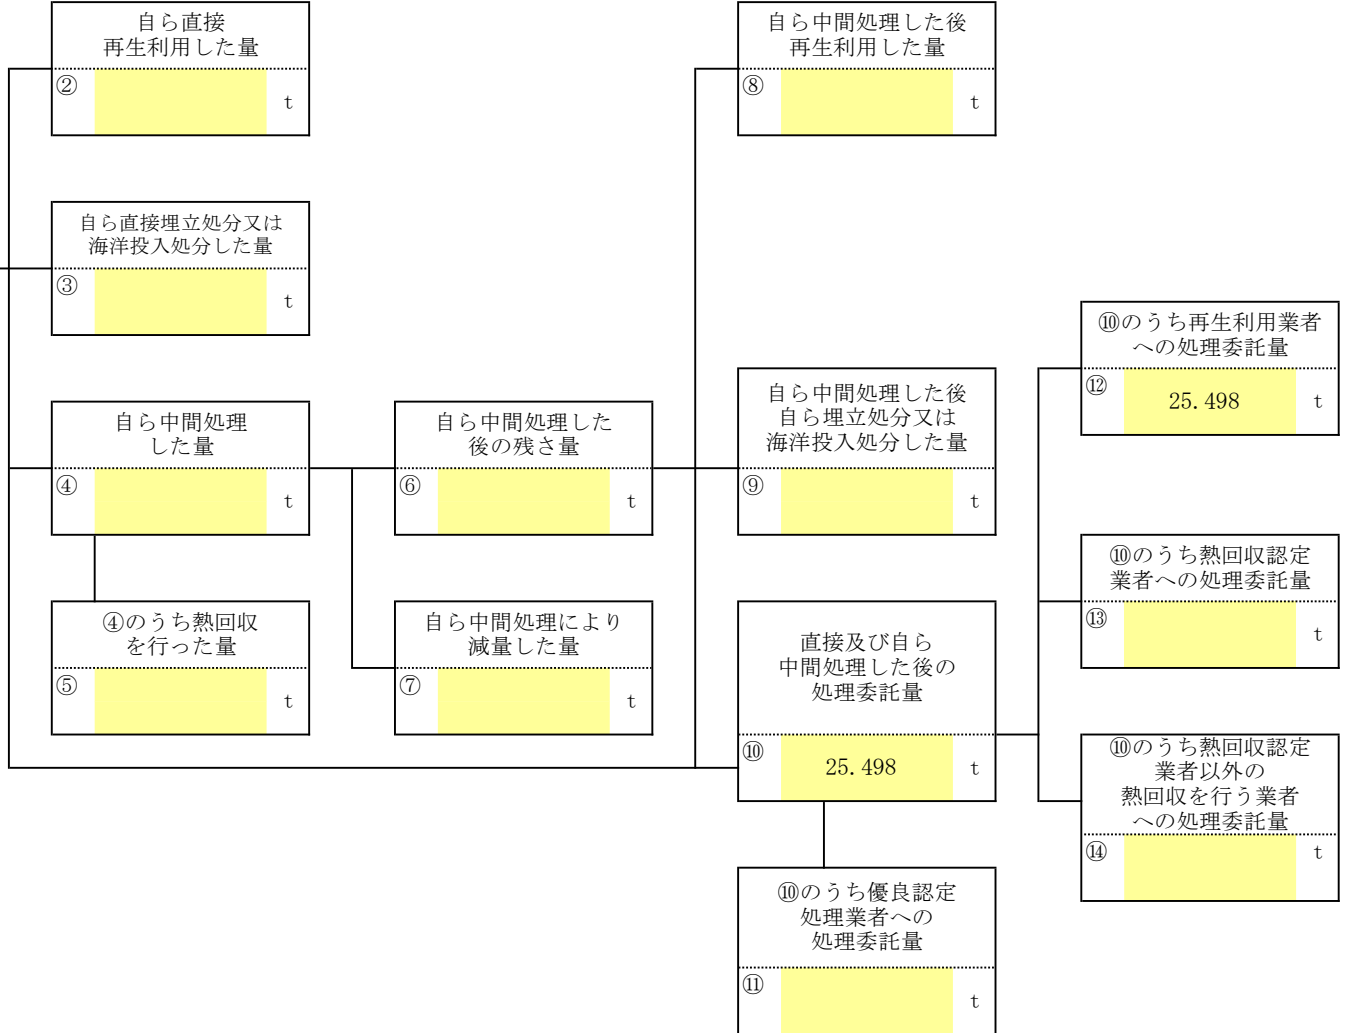 自ら直接
再生利用した量
②
t
自ら中間処理した後
再生利用した量
⑧
t
自ら直接埋立処分又は
海洋投入処分した量
③
t
⑩のうち再生利用業者
への処理委託量
⑫
25.498
t
自ら中間処理
した量
④
t
自ら中間処理した
後の残さ量
⑥
t
自ら中間処理した後
自ら埋立処分又は
海洋投入処分した量
⑨
t
⑩のうち熱回収認定
業者への処理委託量
⑬
t
④のうち熱回収
を行った量
⑤
t
自ら中間処理により
減量した量
⑦
t
直接及び自ら
中間処理した後の
処理委託量
⑩
25.498
t
⑩のうち熱回収認定
業者以外の
熱回収を行う業者
への処理委託量
⑭
t
⑩のうち優良認定
処理業者への
処理委託量
⑪
t